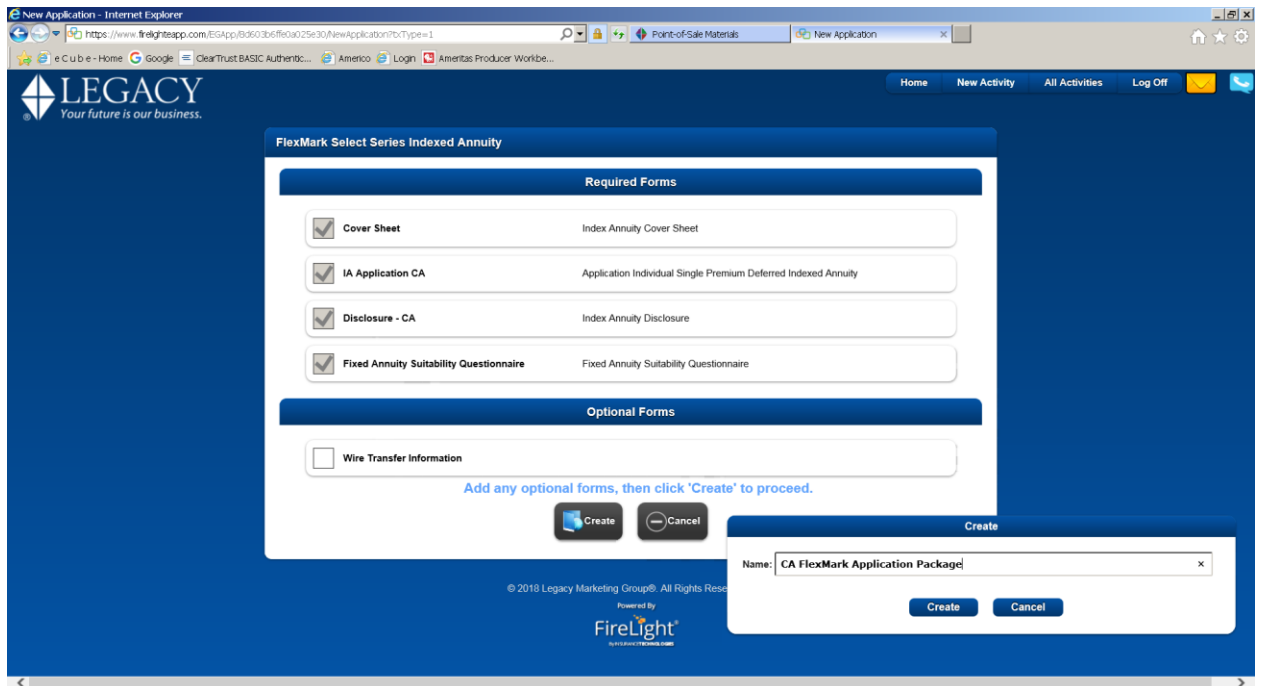 New Application - Internet Explorer
https://www.firelighteapp.com/EGApp/8d603b6ffe0a025e30/NewApplication?txType=1
Point-of-Sale Materials
New Application
e C u b e - Home
Google
ClearTrust BASIC Authentic...
Americo
Login
Ameritas Producer Workbe...
LEGACY
Your future is our business.
Home
New Activity
All Activities
Log Off
FlexMark Select Series Indexed Annuity
Required Forms
Cover Sheet
Index Annuity Cover Sheet
IA Application CA
Application Individual Single Premium Deferred Indexed Annuity
Disclosure - CA
Index Annuity Disclosure
Fixed Annuity Suitability Questionnaire
Fixed Annuity Suitability Questionnaire
Optional Forms
Wire Transfer Information
Add any optional forms, then click 'Create' to proceed.
Create
Cancel
Create
Name: CA FlexMark Application Package
Create
Cancel
© 2018 Legacy Marketing Group®. All Rights Rese
Powered By
FireLight®
By INSURANCE TECHNOLOGIES